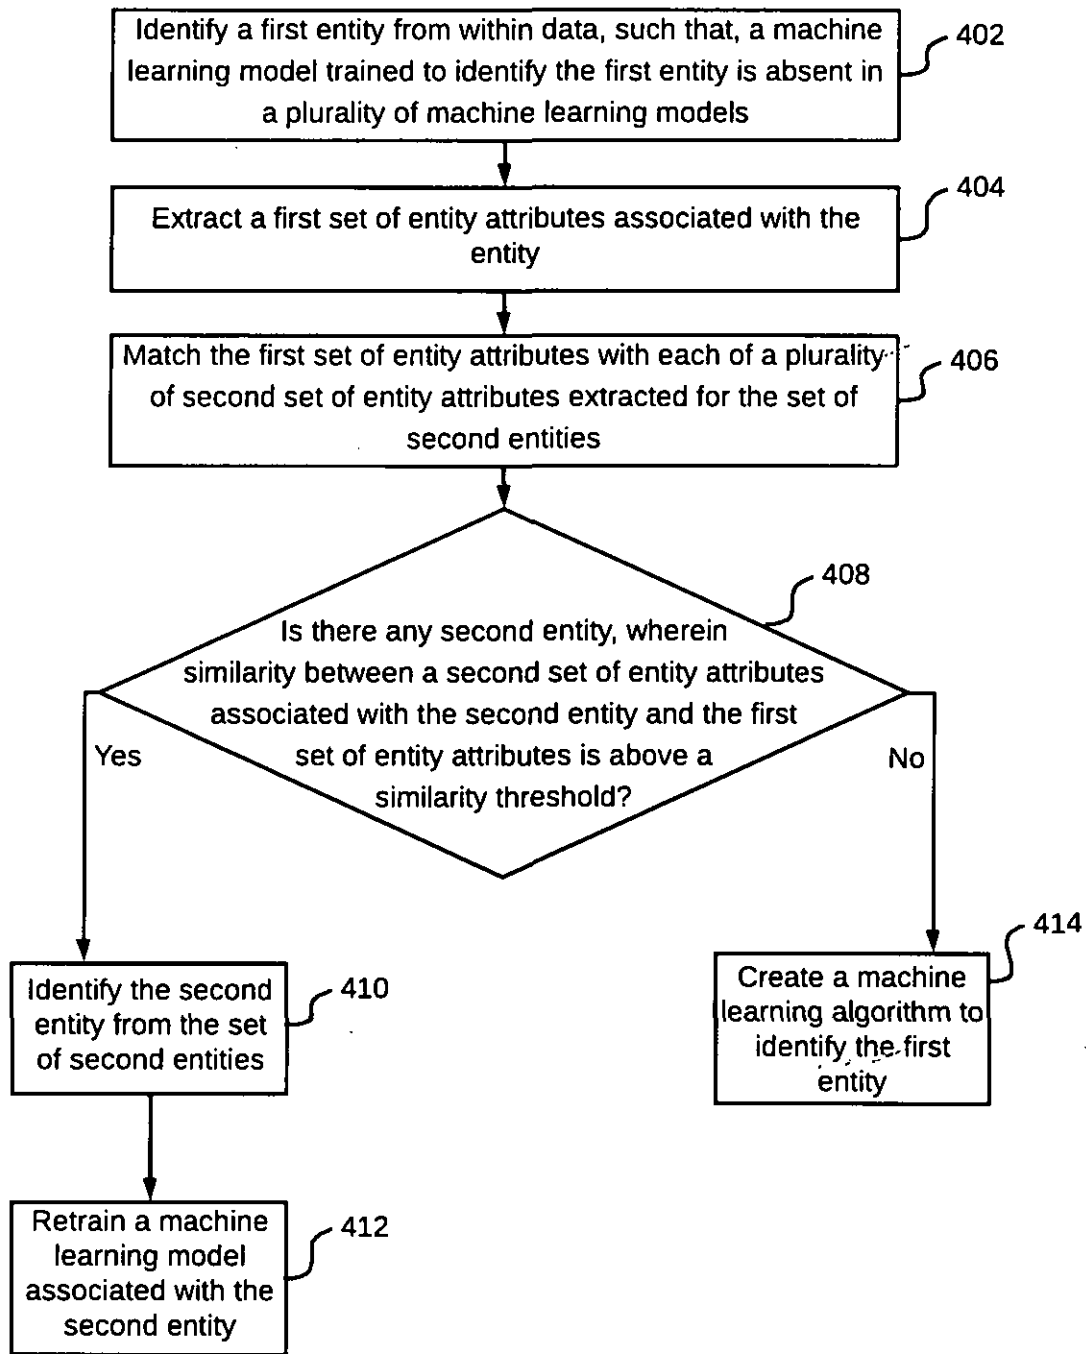 Identify a first entity from within data, such that, a machine
learning model trained to identify the first entity is absent in
a plurality of machine learning models
402
Extract a first set of entity attributes associated with the
entity
404
Match the first set of entity attributes with each of a plurality
of second set of entity attributes extracted for the set of
second entities
406
408
Is there any second entity, wherein
similarity between a second set of entity attributes
associated with the second entity and the first
set of entity attributes is above a
similarity threshold?
Yes
No
Identify the second
entity from the set
of second entities
410
414
Create a machine
learning algorithm to
identify the first
entity
Retrain a machine
learning model
associated with the
second entity
412